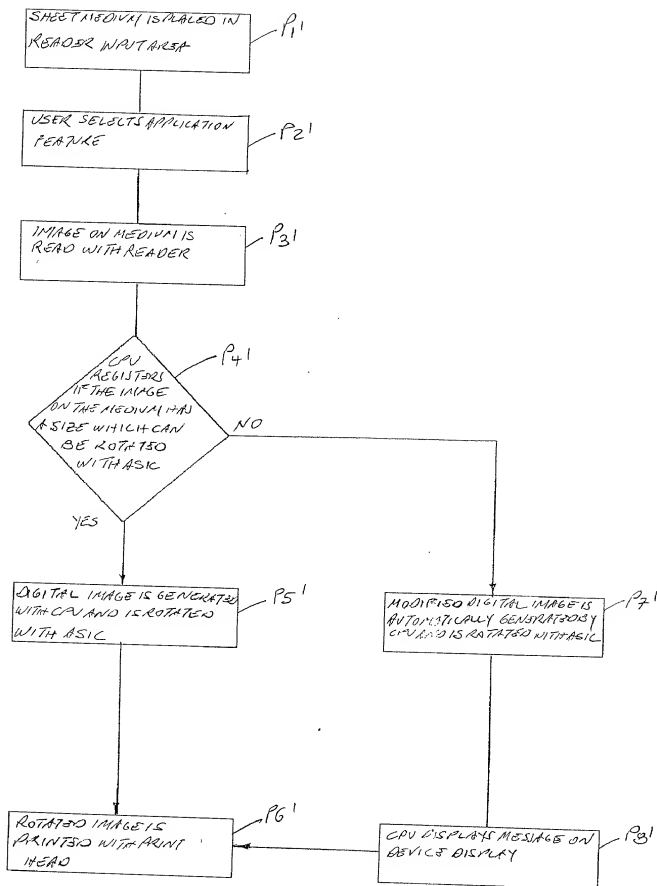 SHEET MEDIUM IS PLACED IN
READER INPUT AREA
P1'
USER SELECTS APPLICATION
FEATURE
P2'
IMAGE ON MEDIUM IS
READ WITH READER
P3'
CPU
REGISTERS
IF THE IMAGE
ON THE MEDIUM HAS
A SIZE WHICH CAN
BE ROTATED
WITH ASIC
P4'
NO
YES
DIGITAL IMAGE IS GENERATED
WITH CPU AND IS ROTATED
WITH ASIC
P5'
MODIFIED DIGITAL IMAGE IS
AUTOMATICALLY GENERATED BY
CPU AND IS ROTATED WITH ASIC
P7'
ROTATED IMAGE IS
PRINTED WITH PRINT
HEAD
P6'
CPU DISPLAYS MESSAGE ON
DEVICE DISPLAY
P8'